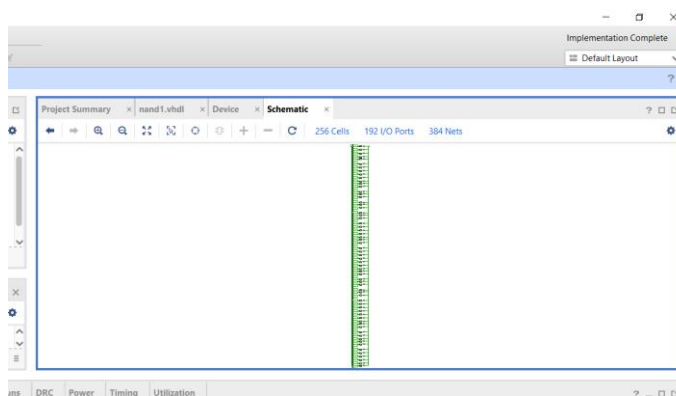 Implementation Complete
Default Layout
?
Project Summary × nand1.vhdl × Device × Schematic ×
?
256 Cells 192 I/O Ports 384 Nets
DRC Power Timing Utilization
?